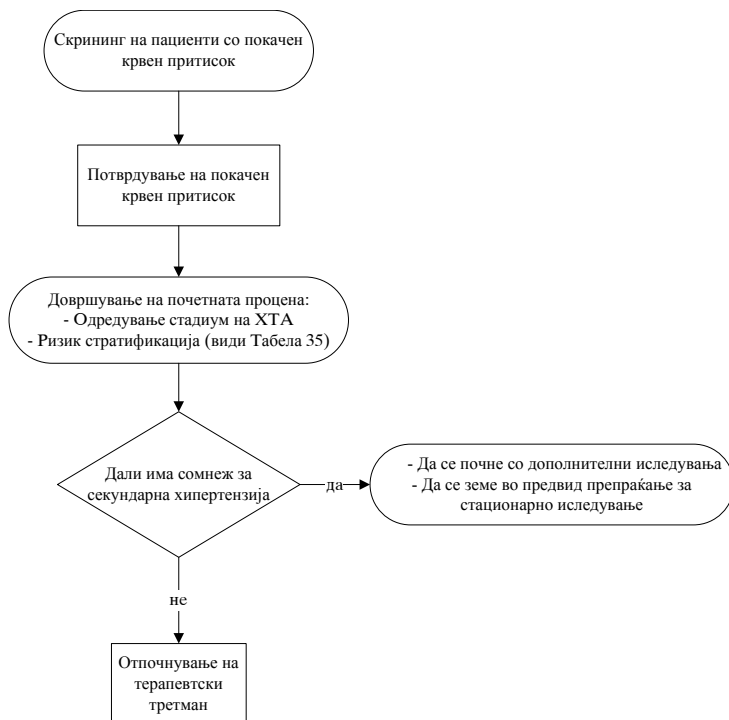 Скрининг на пациенти со покачен
крвен притисок
Потврдување на покачен
крвен притисок
Довршување на почетната процена:
- Одредување стадиум на ХТА
- Ризик стратификација (види Табела 35)
Дали има сомнеж за
секундарна хипертензија
да
- Да се почне со дополнителни иследувања
- Да се земе во предвид препраќање за
стационарно иследување
не
Отпочнување на
терапевтски
третман